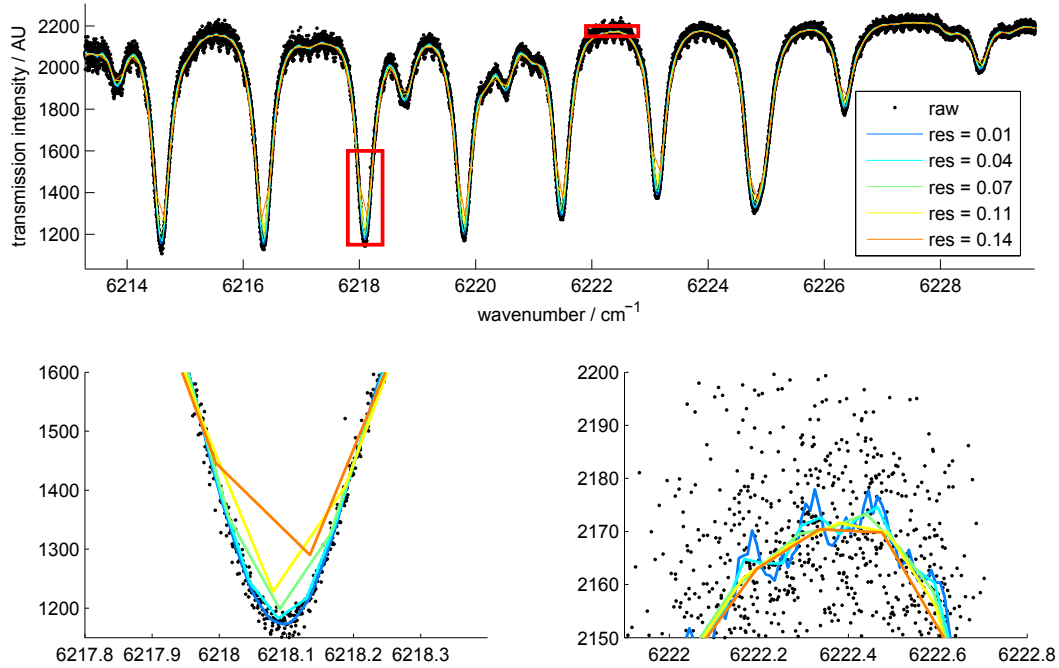 transmission intensity / AU
2200
2000
1800
1600
1400
1200
6214 6216 6218 6220 6222 6224 6226 6228
wavenumber / cm⁻¹
raw
res = 0.01
res = 0.04
res = 0.07
res = 0.11
res = 0.14
1600
1500
1400
1300
1200
6217.8 6217.9 6218 6218.1 6218.2 6218.3
2200
2190
2180
2170
2160
2150
6222 6222.2 6222.4 6222.6 6222.8